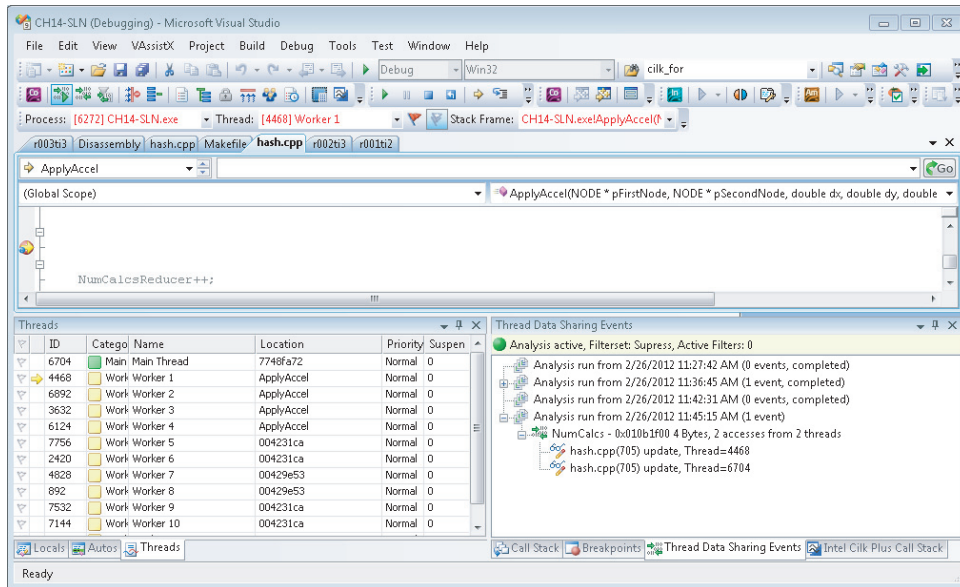 CH14-SLN (Debugging) - Microsoft Visual Studio
File Edit View VAssistX Project Build Debug Tools Test Window Help
Debug Win32 cilk_for
Process: [6272] CH14-SLN.exe Thread: [4468] Worker 1 Stack Frame: CH14-SLN.exe!ApplyAccel(
r003ti3 Disassembly hash.cpp Makefile hash.cpp r002ti3 r001ti2
ApplyAccel Go
(Global Scope) ApplyAccel(NODE * pFirstNode, NODE * pSecondNode, double dx, double dy, double
NumCalcsReducer++;
Threads
ID Catego Name Location Priority Suspen
6704 Main Main Thread 7748fa72 Normal 0
4468 Work Worker 1 ApplyAccel Normal 0
6892 Work Worker 2 ApplyAccel Normal 0
3632 Work Worker 3 ApplyAccel Normal 0
6124 Work Worker 4 ApplyAccel Normal 0
7756 Work Worker 5 004231ca Normal 0
2420 Work Worker 6 004231ca Normal 0
4828 Work Worker 7 00429e53 Normal 0
892 Work Worker 8 00429e53 Normal 0
7532 Work Worker 9 004231ca Normal 0
7144 Work Worker 10 004231ca Normal 0
Locals Autos Threads
Thread Data Sharing Events
Analysis active, Filterset: Supress, Active Filters: 0
Analysis run from 2/26/2012 11:27:42 AM (0 events, completed)
Analysis run from 2/26/2012 11:36:45 AM (1 event, completed)
Analysis run from 2/26/2012 11:42:31 AM (0 events, completed)
Analysis run from 2/26/2012 11:45:15 AM (1 event)
NumCalcs - 0x010b1f00 4 Bytes, 2 accesses from 2 threads
hash.cpp(705) update, Thread=4468
hash.cpp(705) update, Thread=6704
Call Stack Breakpoints Thread Data Sharing Events Intel Cilk Plus Call Stack
Ready